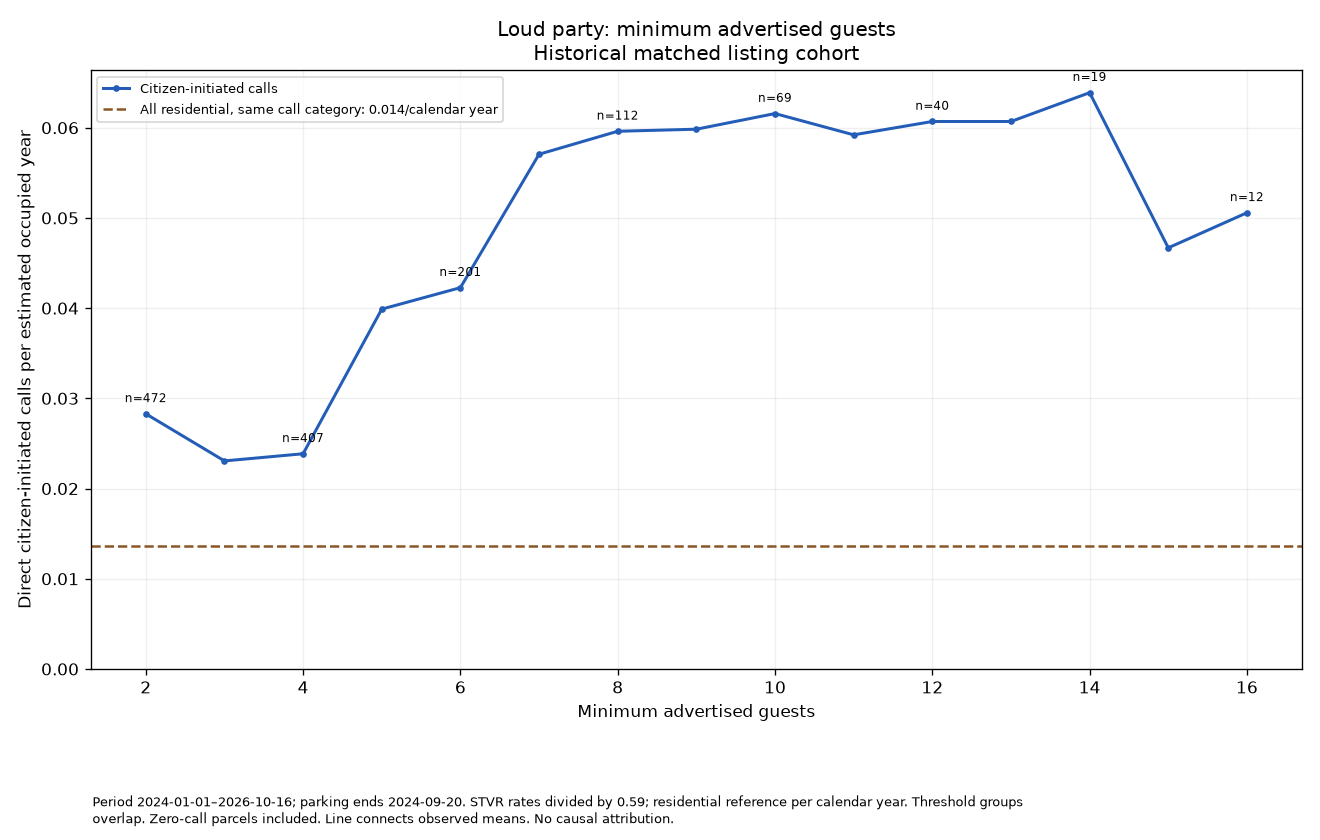 Loud party: minimum advertised guests
Historical matched listing cohort
Citizen-initiated calls
All residential, same call category: 0.014/calendar year
Direct citizen-initiated calls per estimated occupied year
0.06
0.05
0.04
0.03
0.02
0.01
0.00
n=472
n=407
n=201
n=112
n=69
n=40
n=19
n=12
2
4
6
8
10
12
14
16
Minimum advertised guests
Period 2024-01-01–2026-10-16; parking ends 2024-09-20. STVR rates divided by 0.59; residential reference per calendar year. Threshold groups
overlap. Zero-call parcels included. Line connects observed means. No causal attribution.